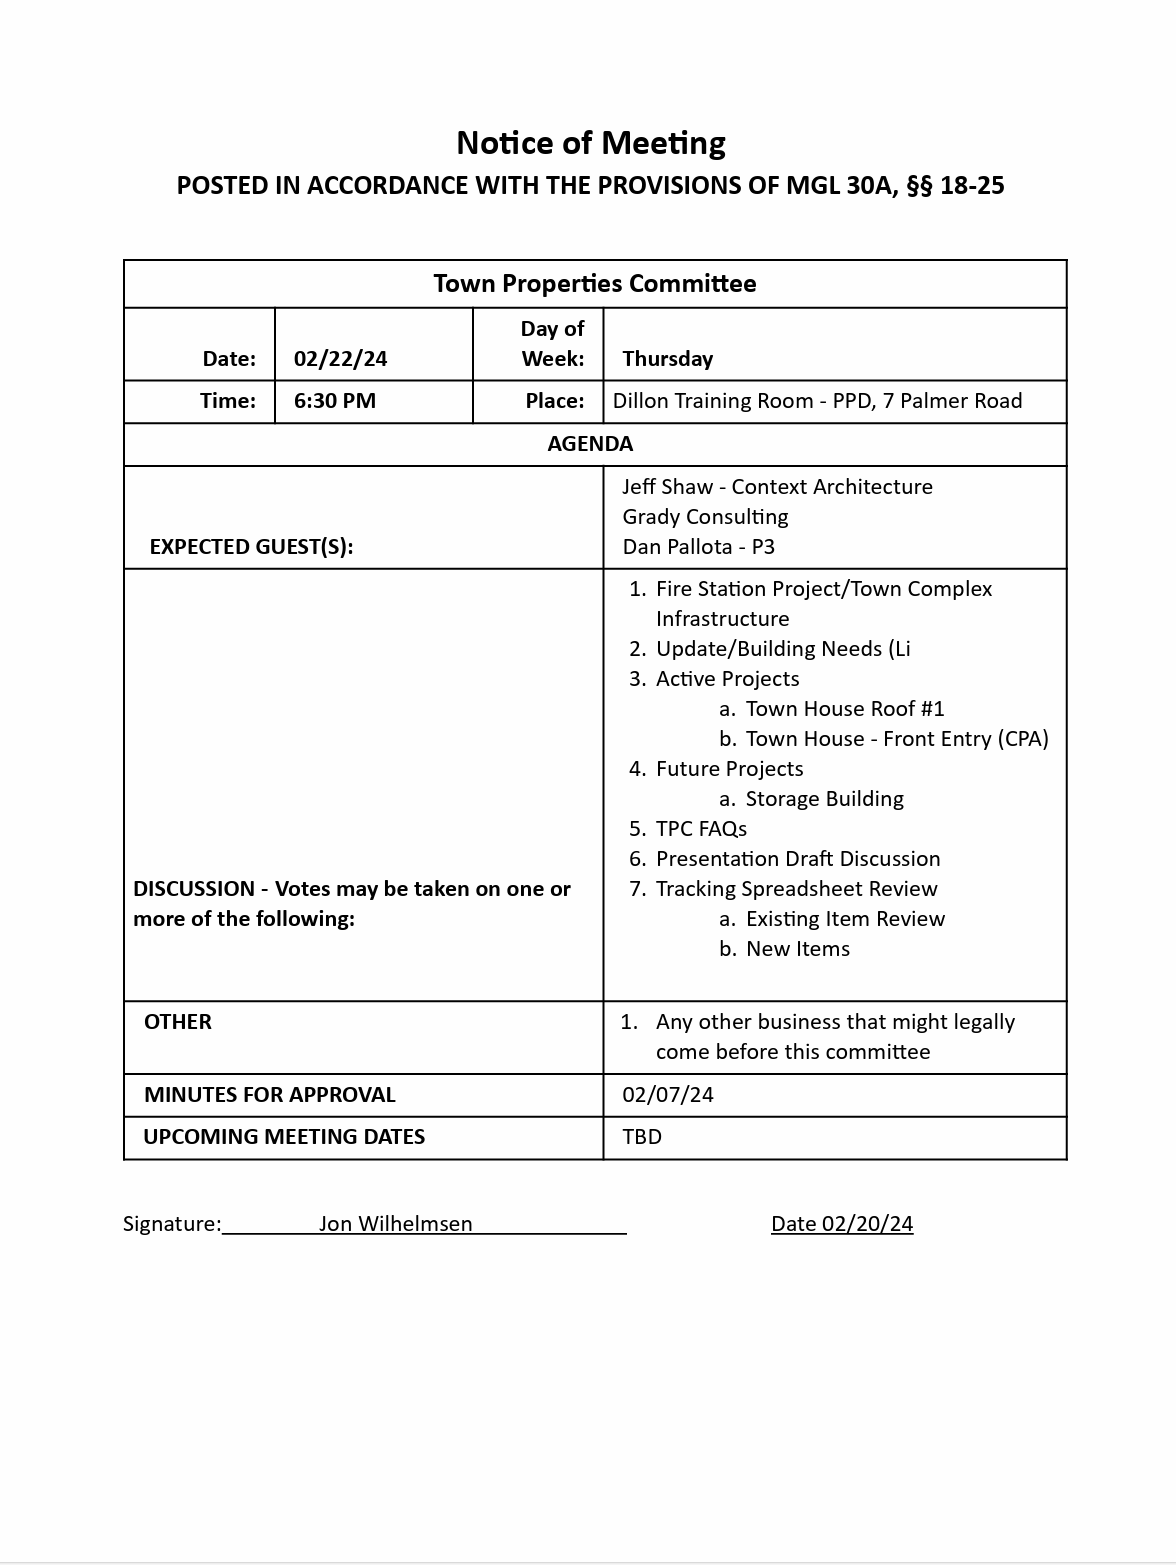 Notice of Meeting
POSTED IN ACCORDANCE WITH THE PROVISIONS OF MGL 30A, §§ 18-25
Town Properties Committee
Date: 02/22/24 Day of Week: Thursday
Time: 6:30 PM Place: Dillon Training Room - PPD, 7 Palmer Road
AGENDA
EXPECTED GUEST(S):
Jeff Shaw - Context Architecture
Grady Consulting
Dan Pallota - P3
DISCUSSION - Votes may be taken on one or
more of the following:
1. Fire Station Project/Town Complex
Infrastructure
2. Update/Building Needs (Li
3. Active Projects
a. Town House Roof #1
b. Town House - Front Entry (CPA)
4. Future Projects
a. Storage Building
5. TPC FAQs
6. Presentation Draft Discussion
7. Tracking Spreadsheet Review
a. Existing Item Review
b. New Items
OTHER
1. Any other business that might legally
come before this committee
MINUTES FOR APPROVAL 02/07/24
UPCOMING MEETING DATES TBD
Signature: Jon Wilhelmsen Date 02/20/24